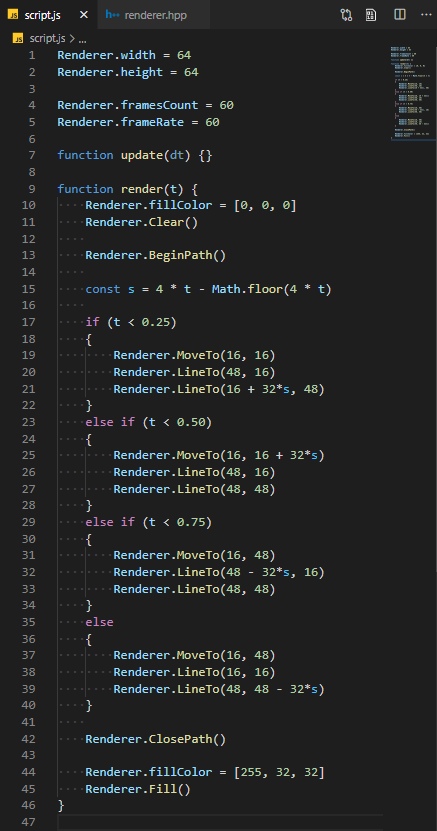 script.js renderer.hpp
script.js > ...
1 Renderer.width = 64
2 Renderer.height = 64
3
4 Renderer.framesCount = 60
5 Renderer.frameRate = 60
6
7 function update(dt) {}
8
9 function render(t) {
10     Renderer.fillColor = [0, 0, 0]
11     Renderer.Clear()
12
13     Renderer.BeginPath()
14
15     const s = 4 * t - Math.floor(4 * t)
16
17     if (t < 0.25)
18     {
19         Renderer.MoveTo(16, 16)
20         Renderer.LineTo(48, 16)
21         Renderer.LineTo(16 + 32*s, 48)
22     }
23     else if (t < 0.50)
24     {
25         Renderer.MoveTo(16, 16 + 32*s)
26         Renderer.LineTo(48, 16)
27         Renderer.LineTo(48, 48)
28     }
29     else if (t < 0.75)
30     {
31         Renderer.MoveTo(16, 48)
32         Renderer.LineTo(48 - 32*s, 16)
33         Renderer.LineTo(48, 48)
34     }
35     else
36     {
37         Renderer.MoveTo(16, 48)
38         Renderer.LineTo(16, 16)
39         Renderer.LineTo(48, 48 - 32*s)
40     }
41
42     Renderer.ClosePath()
43
44     Renderer.fillColor = [255, 32, 32]
45     Renderer.Fill()
46 }
47